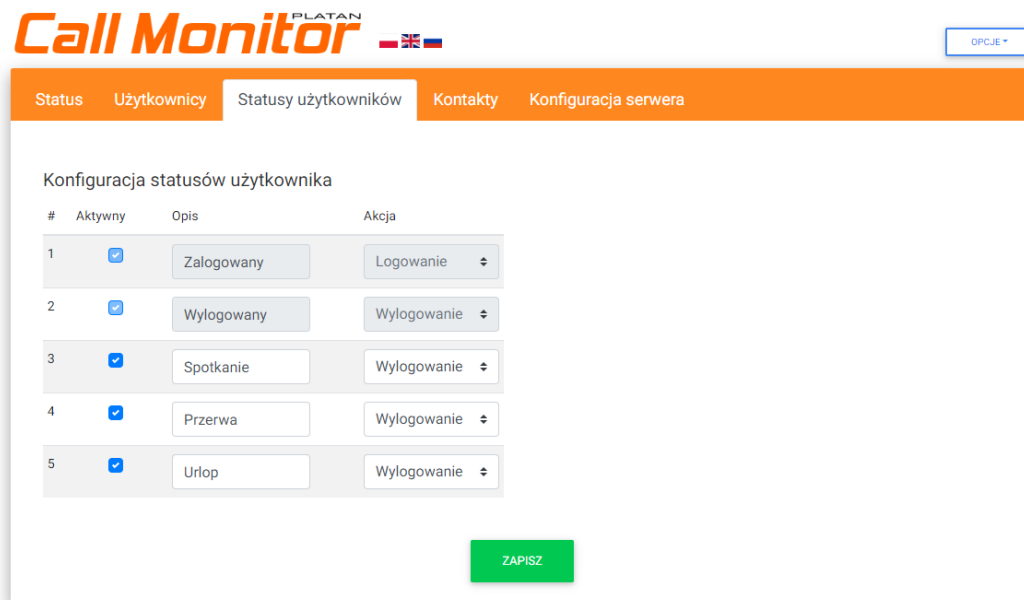 PLATAN
Call Monitor
OPCJE
Status Użytkownicy Statusy użytkowników Kontakty Konfiguracja serwera
Konfiguracja statusów użytkownika
# Aktywny Opis Akcja
1 Zalogowany Logowanie
2 Wylogowany Wylogowanie
3 Spotkanie Wylogowanie
4 Przerwa Wylogowanie
5 Urlop Wylogowanie
ZAPISZ